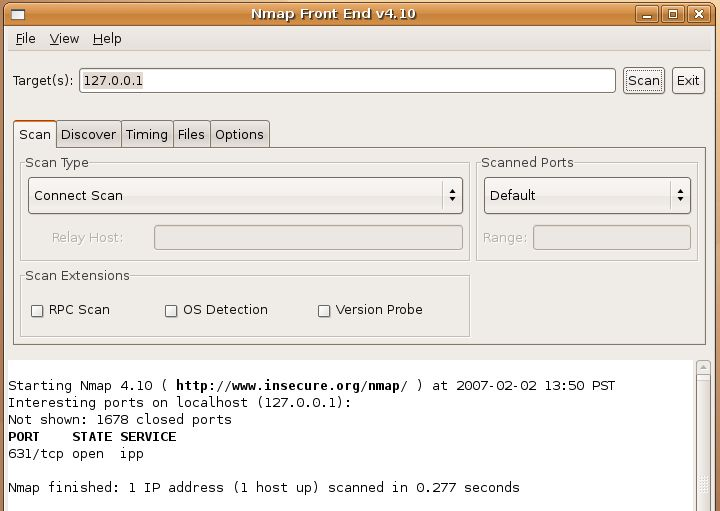 Nmap Front End v4.10
File View Help
Target(s): 127.0.0.1 Scan Exit
Scan Discover Timing Files Options
Scan Type Scanned Ports
Connect Scan Default
Relay Host: Range:
Scan Extensions
RPC Scan OS Detection Version Probe
Starting Nmap 4.10 ( http://www.insecure.org/nmap/ ) at 2007-02-02 13:50 PST
Interesting ports on localhost (127.0.0.1):
Not shown: 1678 closed ports
PORT STATE SERVICE
631/tcp open ipp
Nmap finished: 1 IP address (1 host up) scanned in 0.277 seconds